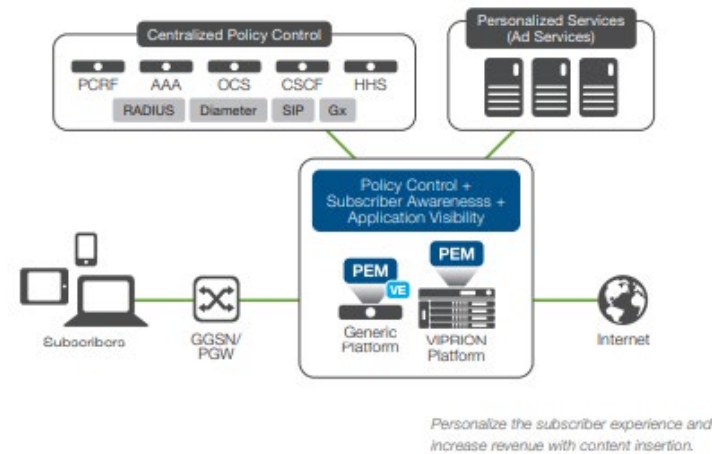 Centralized Policy Control
PCRF AAA OCS CSCF HHS
RADIUS Diameter SIP Gx
Personalized Services
(Ad Services)
Policy Control +
Subscriber Awarenesss +
Application Visibility
PEM
VE
Generic
Platform
PEM
VIPRION
Platform
Subscribers
GGSN/
PGW
Internet
Personalize the subscriber experience and
increase revenue with content insertion.